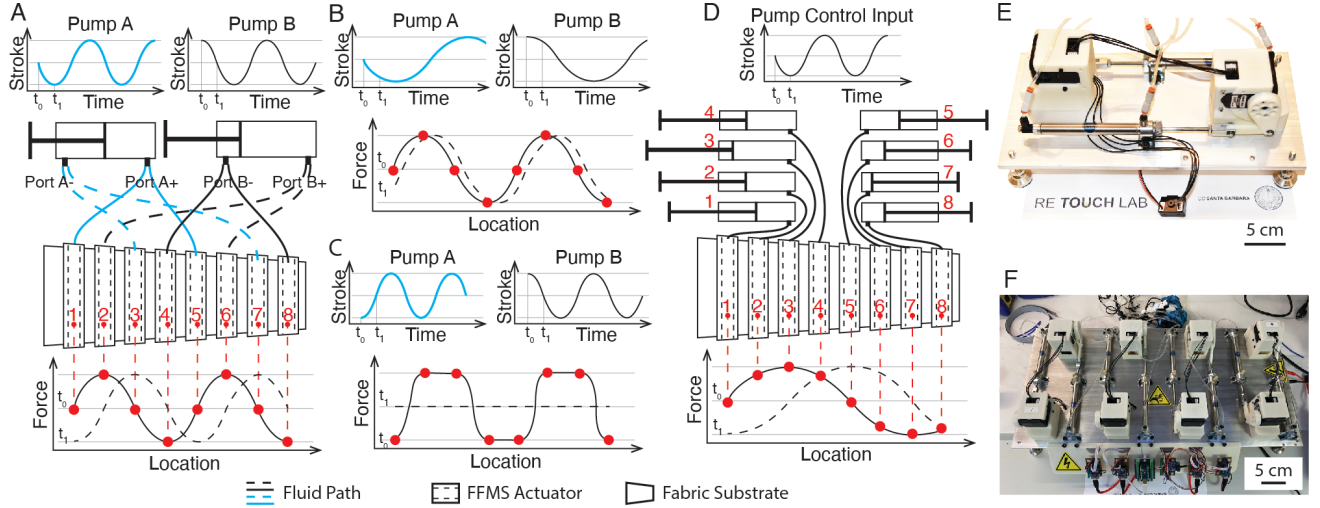 A
Pump A
Stroke
t0
t1
Time
Pump B
Stroke
t0
t1
Time
Port A-
Port A+
Port B-
Port B+
1
2
3
4
5
6
7
8
Force
t0
t1
Location
B
Pump A
Stroke
t0
t1
Time
Pump B
Stroke
t0
t1
Time
Force
t0
t1
Location
C
Pump A
Stroke
t0
t1
Time
Pump B
Stroke
t0
t1
Time
Force
t1
t0
Location
D
Pump Control Input
Stroke
t0
t1
Time
4
3
2
1
5
6
7
8
1
2
3
4
5
6
7
8
Force
t0
t1
Location
E
RE TOUCH LAB
UC SANTA BARBARA
5 cm
F
5 cm
Fluid Path
FFMS Actuator
Fabric Substrate